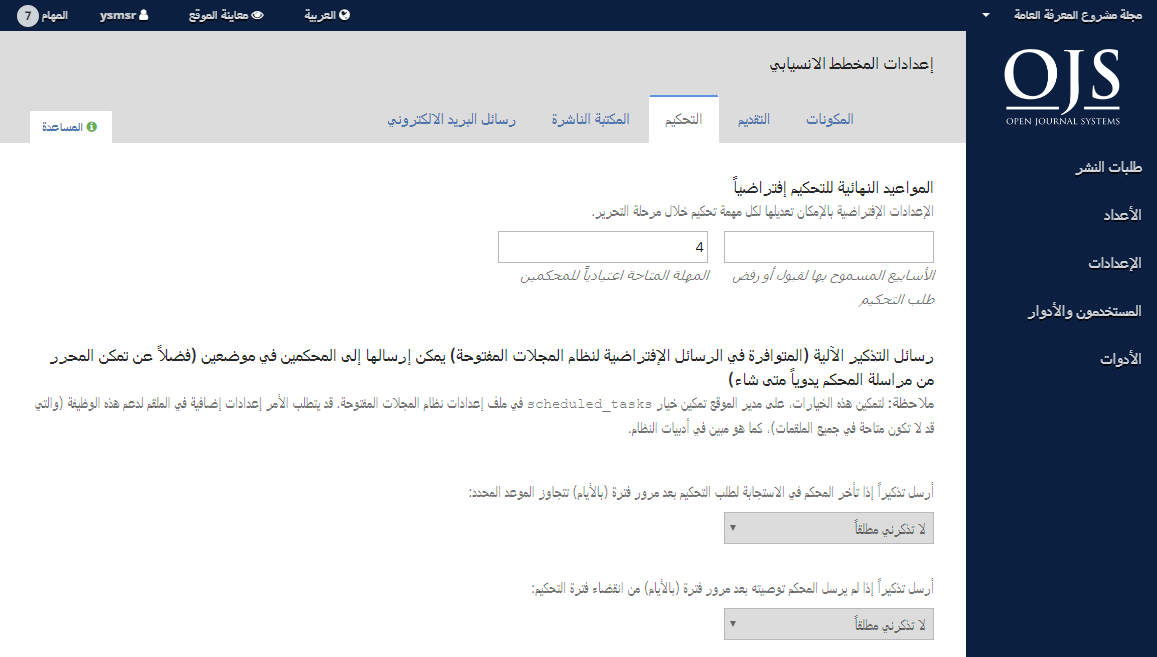 مجلة مشروع المعرفة العامة
العربية
معاينة الموقع
ysmsr
المهام 7
OJS
OPEN JOURNAL SYSTEMS
طلبات النشر
الأعداد
الإعدادات
المستخدمون والأدوار
الأدوات
إعدادات المخطط الانسيابي
المكونات
التقديم
التحكيم
المكتبة الناشرة
رسائل البريد الالكتروني
المساعدة
المواعيد النهائية للتحكيم إفتراضياً
الإعدادات الإفتراضية بالإمكان تعديلها لكل مهمة تحكيم خلال مرحلة التحرير.
4
الأسابيع المسموح بها لقبول أو رفض
طلب التحكيم
المهلة المتاحة اعتيادياً للمحكمين
رسائل التذكير الآلية (المتوافرة في الرسائل الإفتراضية لنظام المجلات المفتوحة) يمكن إرسالها إلى المحكمين في موضعين (فضلاً عن تمكن المحرر
من مراسلة المحكم يدوياً متى شاء)
ملاحظة: لتمكين هذه الخيارات، على مدير الموقع تمكين خيار scheduled_tasks في ملف إعدادات نظام المجلات المفتوحة. قد يتطلب الأمر إعدادات إضافية في الملقم لدعم هذه الوظيفة (والتي
قد لا تكون متاحة في جميع الملقمات)، كما هو مبين في أدبيات النظام.
أرسل تذكيراً إذا تأخر المحكم في الاستجابة لطلب التحكيم بعد مرور فترة (بالأيام) تتجاوز الموعد المحدد:
لا تذكرني مطلقاً
أرسل تذكيراً إذا لم يرسل المحكم توصيته بعد مرور فترة (بالأيام) من انقضاء فترة التحكيم:
لا تذكرني مطلقاً